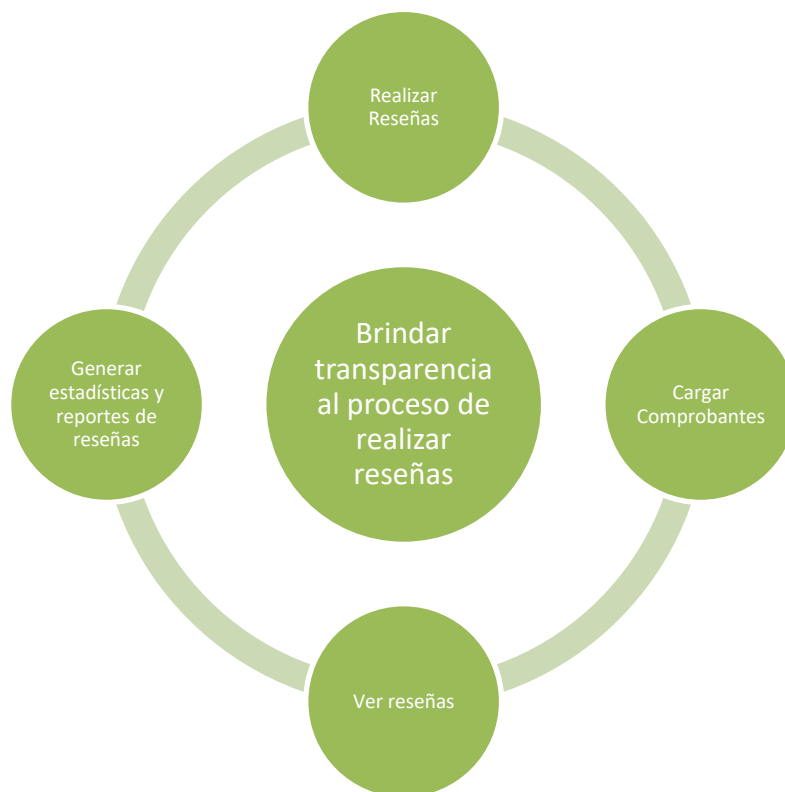 Realizar
Reseñas
Brindar
transparencia
al proceso de
realizar
reseñas
Generar
estadísticas y
reportes de
reseñas
Cargar
Comprobantes
Ver reseñas